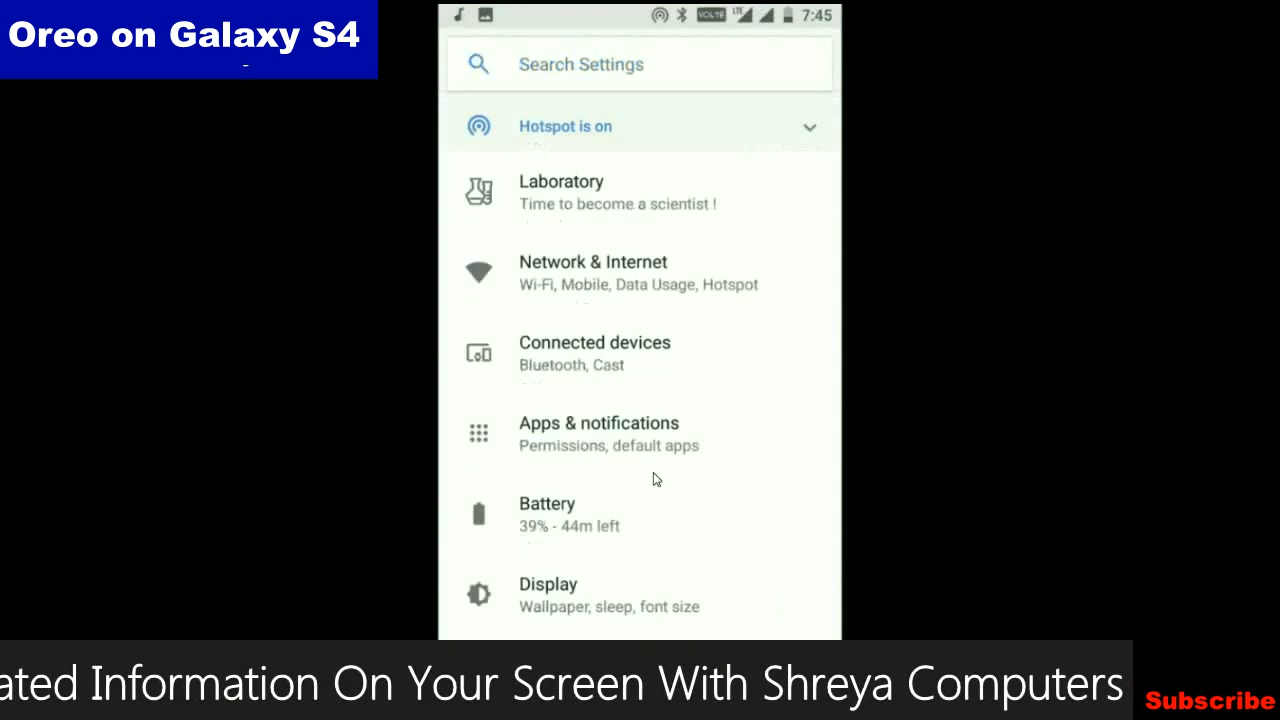 Oreo on Galaxy S4
VOLTE LTE 7:45
Search Settings
Hotspot is on
Laboratory
Time to become a scientist !
Network & Internet
Wi-Fi, Mobile, Data Usage, Hotspot
Connected devices
Bluetooth, Cast
Apps & notifications
Permissions, default apps
Battery
39% - 44m left
Display
Wallpaper, sleep, font size
ated Information On Your Screen With Shreya Computers
Subscribe